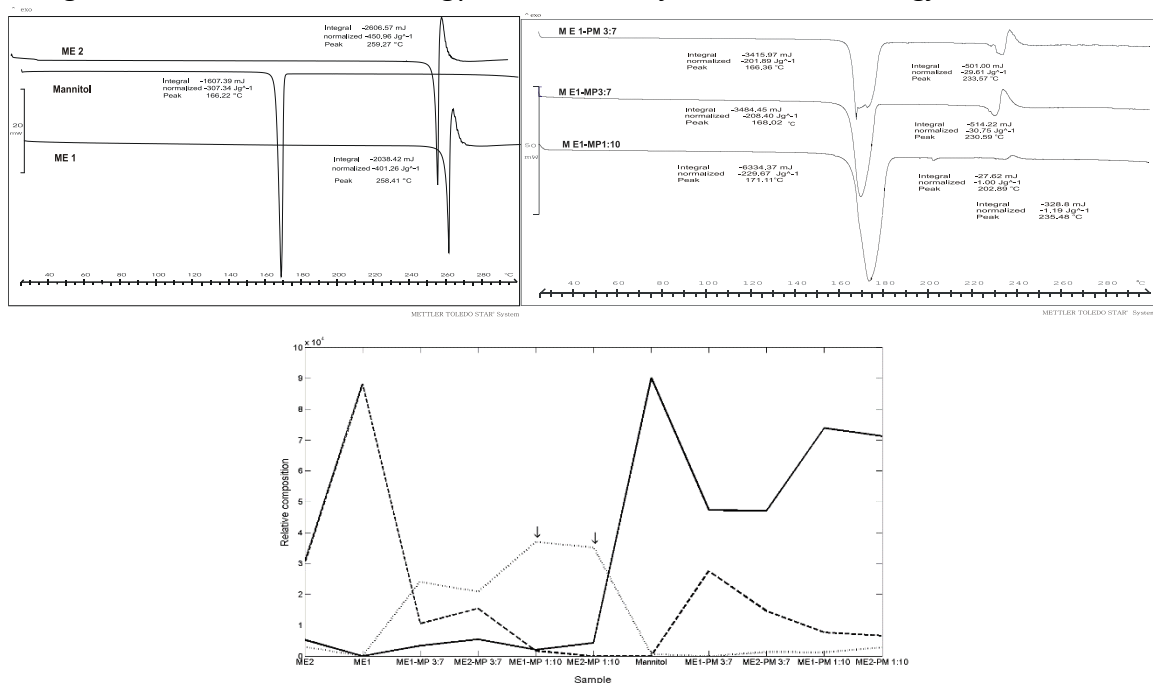 ^ exo
Integral -2606.57 mJ
normalized -450,96 Jg^-1
Peak 259,27 °C
ME 2
Mannitol
Integral -1607.39 mJ
normalized -307.34 Jg^-1
Peak 166.22 °C
20
mw
ME 1
Integral -2038.42 mJ
normalized -401,26 Jg^-1
Peak 258.41 °C
40 60 80 100 120 140 160 180 200 220 240 260 280 °C
METTLER TOLEDO STAR System
^ exo
M E 1-PM 3:7
Integral -3415.97 mJ
normalized -201.89 Jg^-1
Peak 166,36 °C
Integral -501.00 mJ
normalized -29.61 Jg^-1
Peak 233.57 °C
M E1-MP3:7
Integral -3484,45 mJ
normalized -208.40 Jg^-1
Peak 168.02 °C
Integral -514.22 mJ
normalized -30.75 Jg^-1
Peak 230.59 °C
M E1-MP1:10
50
mw
Integral -6334,37 mJ
normalized -229.67 Jg^-1
Peak 171.11°C
Integral -27.62 mJ
normalized -1.00 Jg^-1
Peak 202.89 °C
Integral -328.8 mJ
normalized -1,19 Jg^-1
Peak 235.48 °C
40 60 80 100 120 140 160 180 200 220 240 260 280 °C
METTLER TOLEDO STAR System
10
9
8
7
6
5
4
3
2
1
0
Relative composition
ME2 ME1 ME1-MP 3:7 ME2-MP 3:7 ME1-MP 1:10 ME2-MP 1:10 Mannitol ME1-PM 3:7 ME2-PM 3:7 ME1-PM 1:10 ME2-PM 1:10
Sample